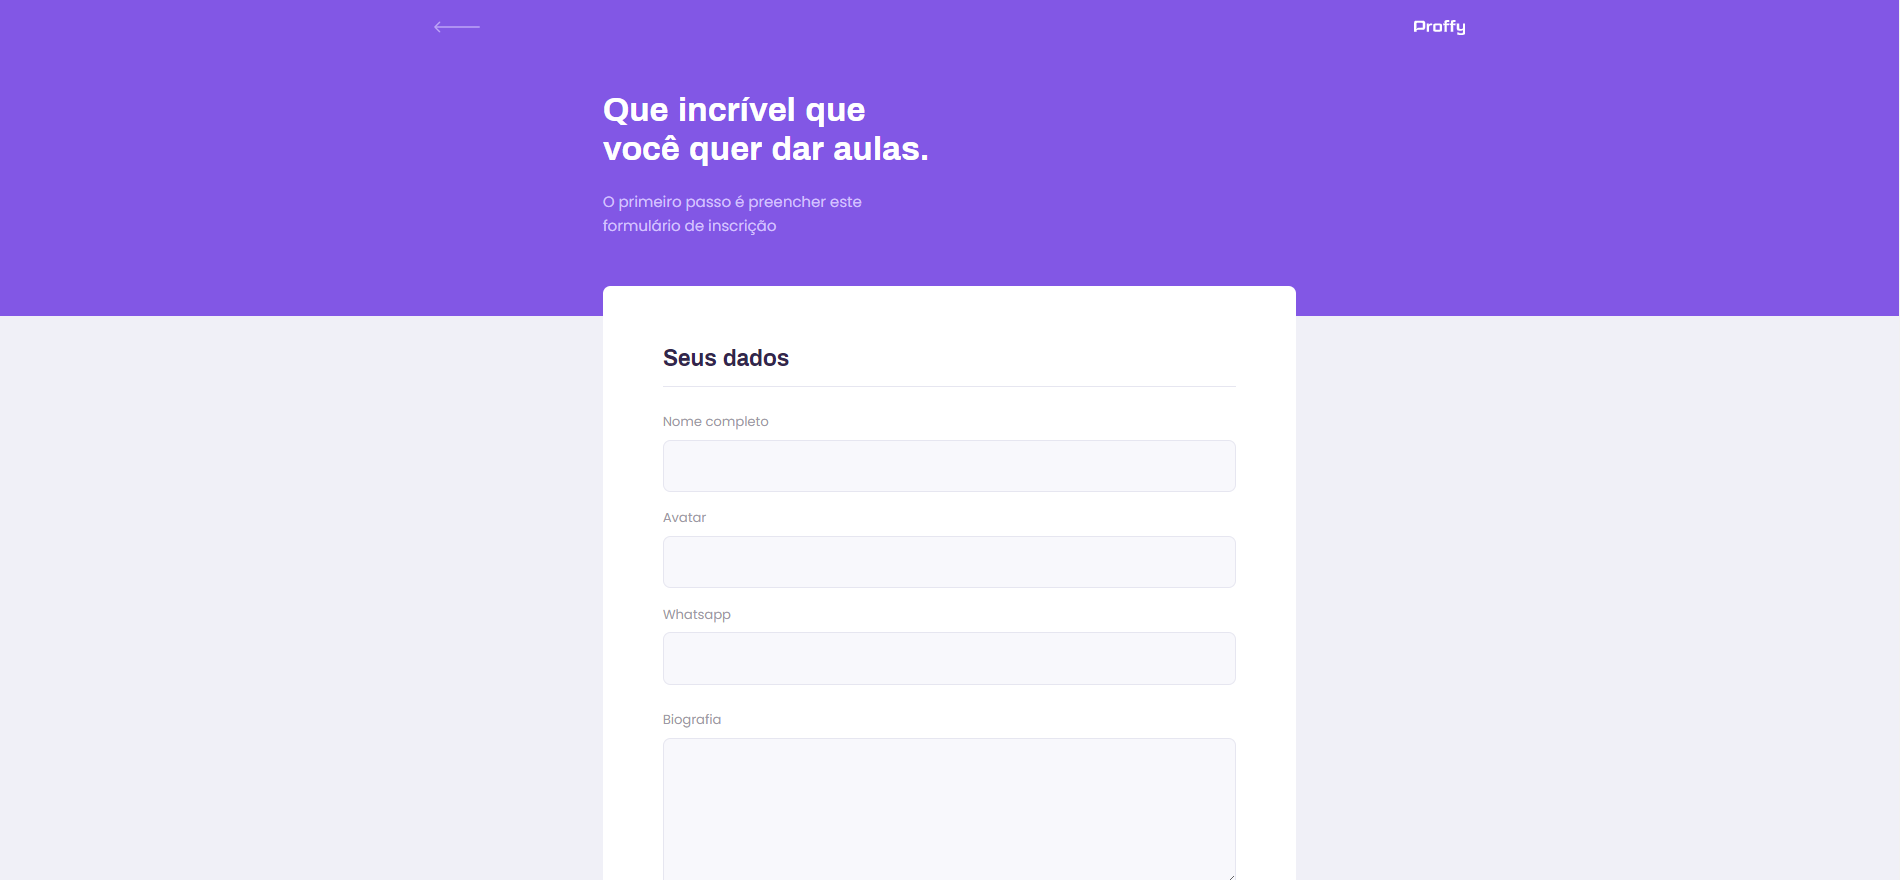 Proffy
Que incrível que
você quer dar aulas.
O primeiro passo é preencher este
formulário de inscrição
Seus dados
Nome completo
Avatar
Whatsapp
Biografia